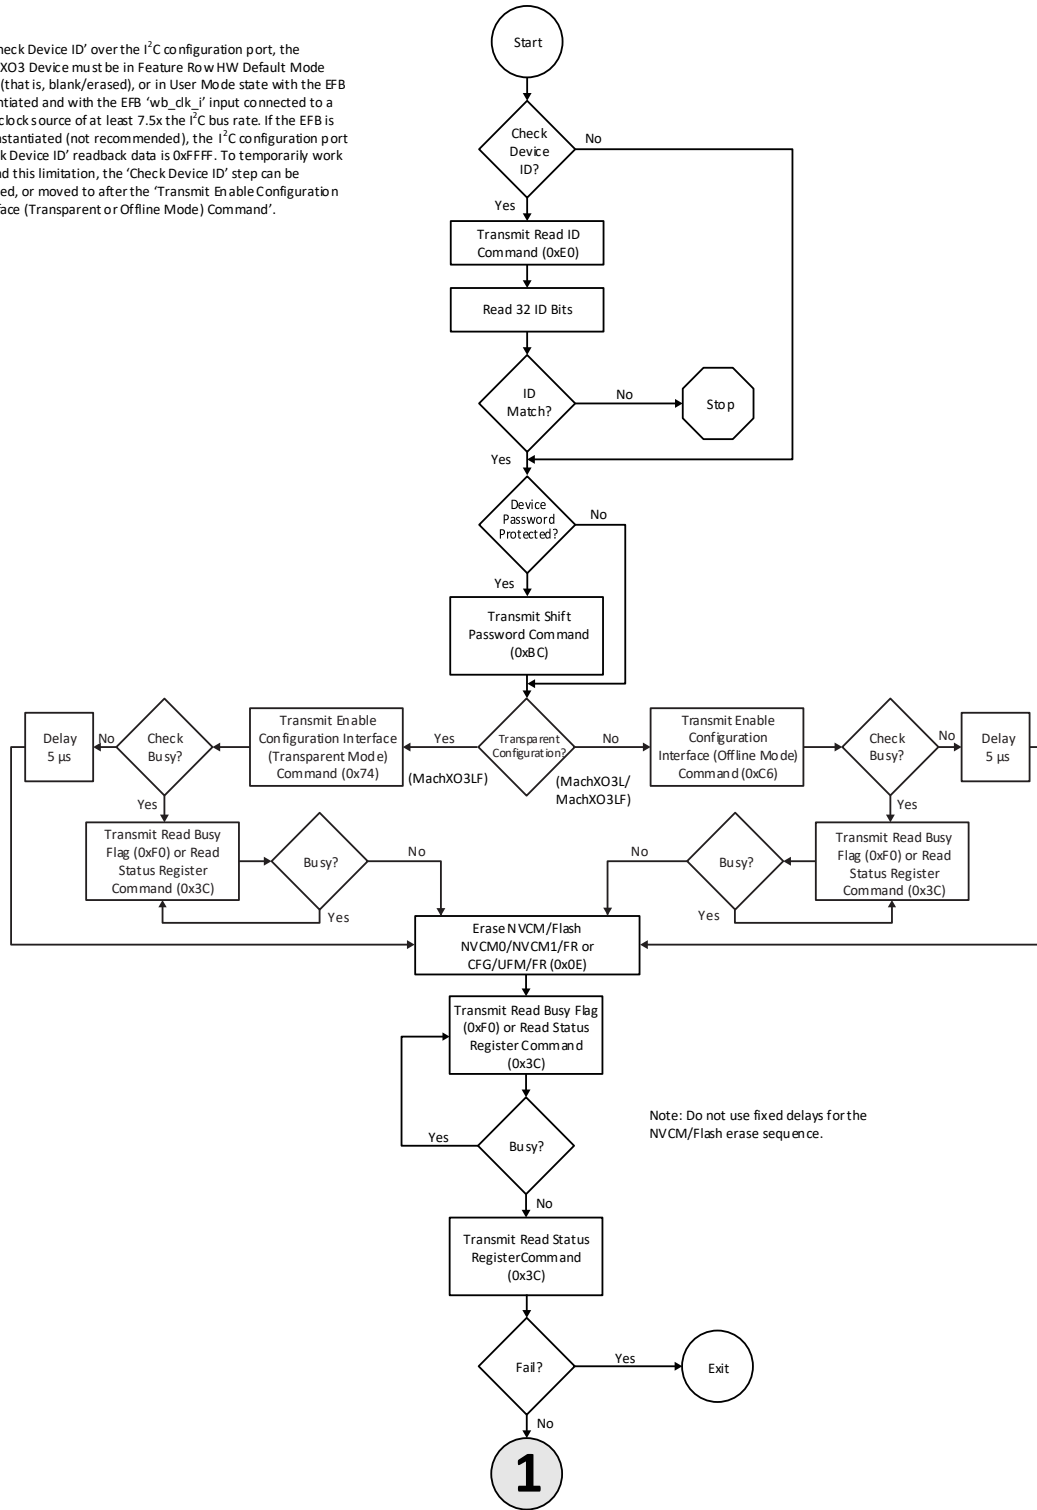 Start
heck Device ID’ over the I²C configuration port, the
XO3 Device must be in Feature Row HW Default Mode
(that is, blank/erased), or in User Mode state with the EFB
ntiated and with the EFB ‘wb_clk_i’ input connected to a
clock source of at least 7.5x the I²C bus rate. If the EFB is
nstantiated (not recommended), the I²C configuration port
k Device ID’ readback data is 0xFFFF. To temporarily work
nd this limitation, the ‘Check Device ID’ step can be
ed, or moved to after the ‘Transmit Enable Configuration
face (Transparent or Offline Mode) Command’.
Check
Device
ID?
No
Yes
Transmit Read ID
Command (0xE0)
Read 32 ID Bits
ID
Match?
No
Stop
Yes
Device
Password
Protected?
No
Yes
Transmit Shift
Password Command
(0xBC)
Delay
5 µs
No
Check
Busy?
Transmit Enable
Configuration Interface
(Transparent Mode)
Command (0x74)
Yes
(MachXO3LF)
Transparent
Configuration?
No
(MachXO3L/
MachXO3LF)
Transmit Enable
Configuration
Interface (Offline Mode)
Command (0xC6)
Check
Busy?
No
Delay
5 µs
Yes
Yes
Transmit Read Busy
Flag (0xF0) or Read
Status Register
Command (0x3C)
Busy?
No
Yes
No
Busy?
Yes
Transmit Read Busy
Flag (0xF0) or Read
Status Register
Command (0x3C)
Erase NVCM/Flash
NVCM0/NVCM1/FR or
CFG/UFM/FR (0x0E)
Transmit Read Busy Flag
(0xF0) or Read Status
Register Command
(0x3C)
Note: Do not use fixed delays for the
NVCM/Flash erase sequence.
Yes
Busy?
No
Transmit Read Status
RegisterCommand
(0x3C)
Fail?
Yes
Exit
No
1